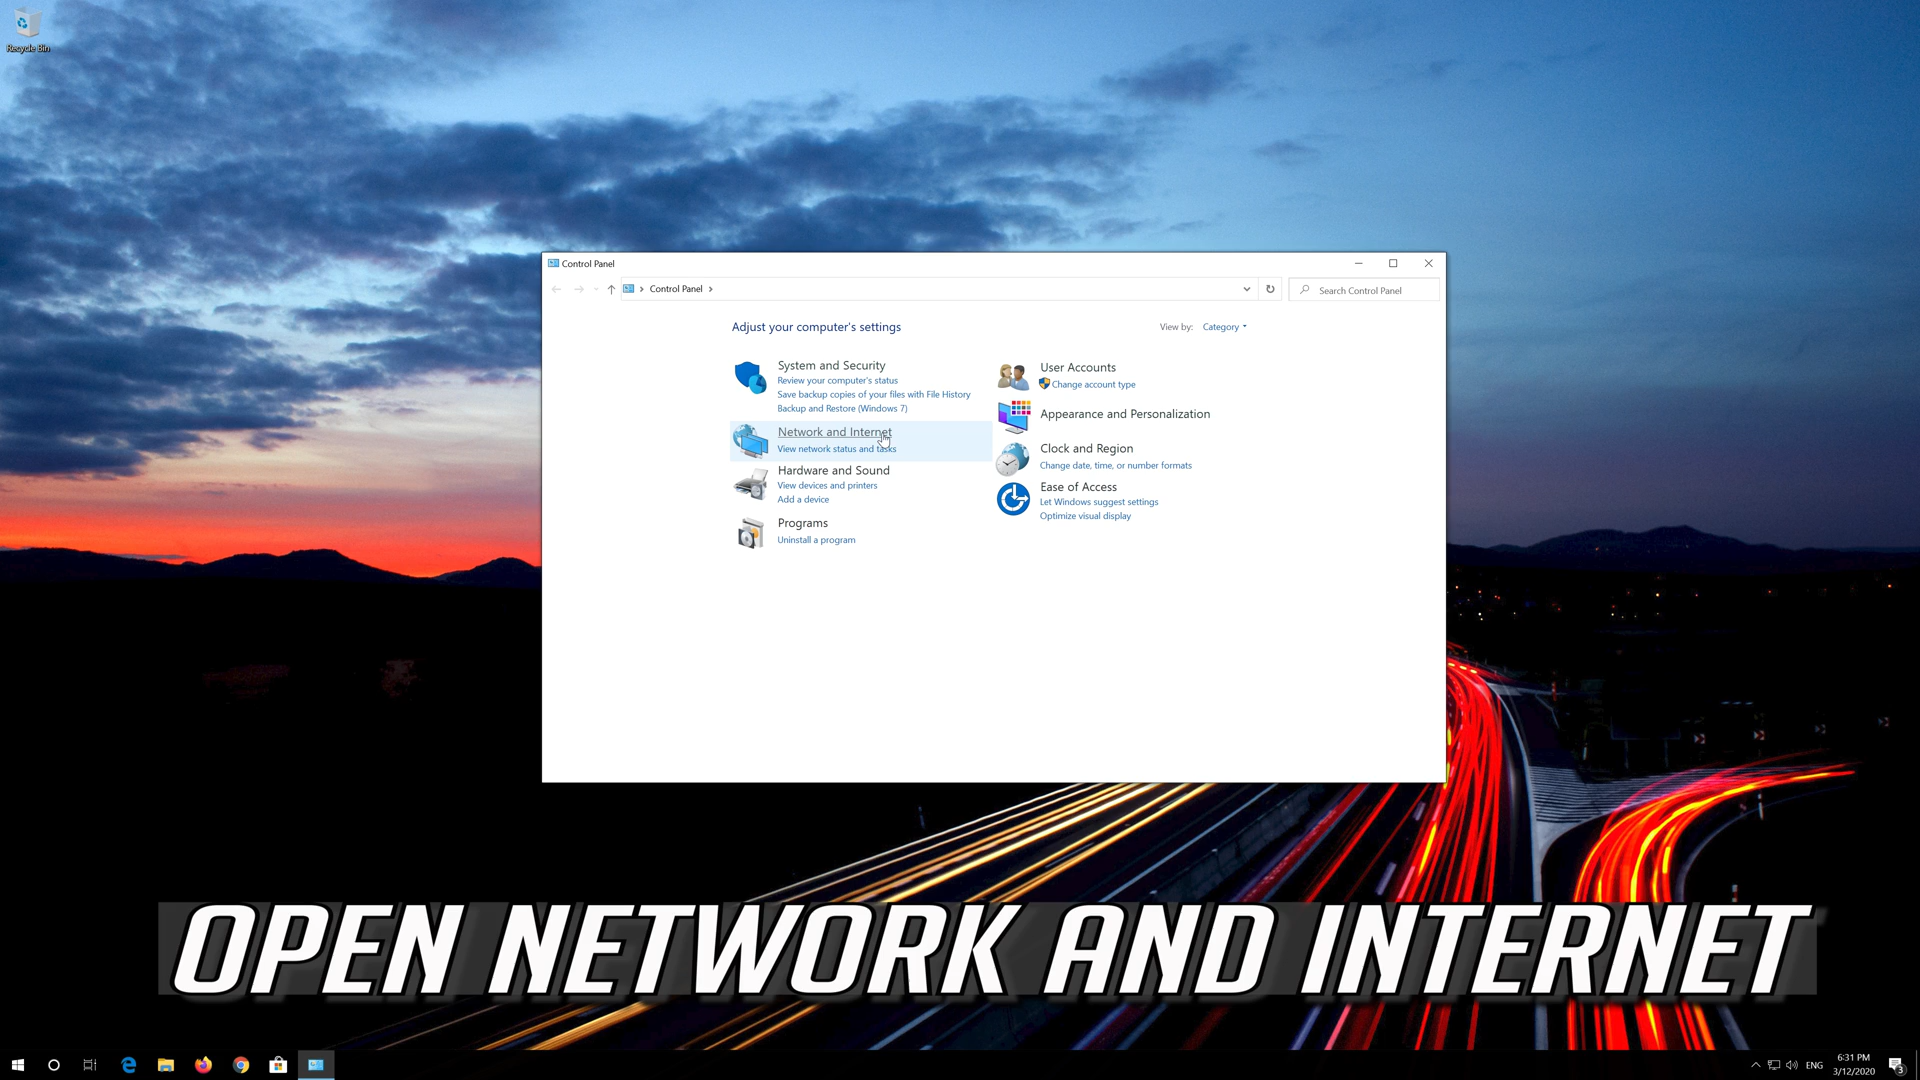 Recycle Bin
Control Panel
Control Panel
Search Control Panel
Adjust your computer's settings
View by: Category
System and Security
Review your computer's status
Save backup copies of your files with File History
Backup and Restore (Windows 7)
Network and Internet
View network status and tasks
Hardware and Sound
View devices and printers
Add a device
Programs
Uninstall a program
User Accounts
Change account type
Appearance and Personalization
Clock and Region
Change date, time, or number formats
Ease of Access
Let Windows suggest settings
Optimize visual display
OPEN NETWORK AND INTERNET
ENG
6:31 PM
3/12/2020
3